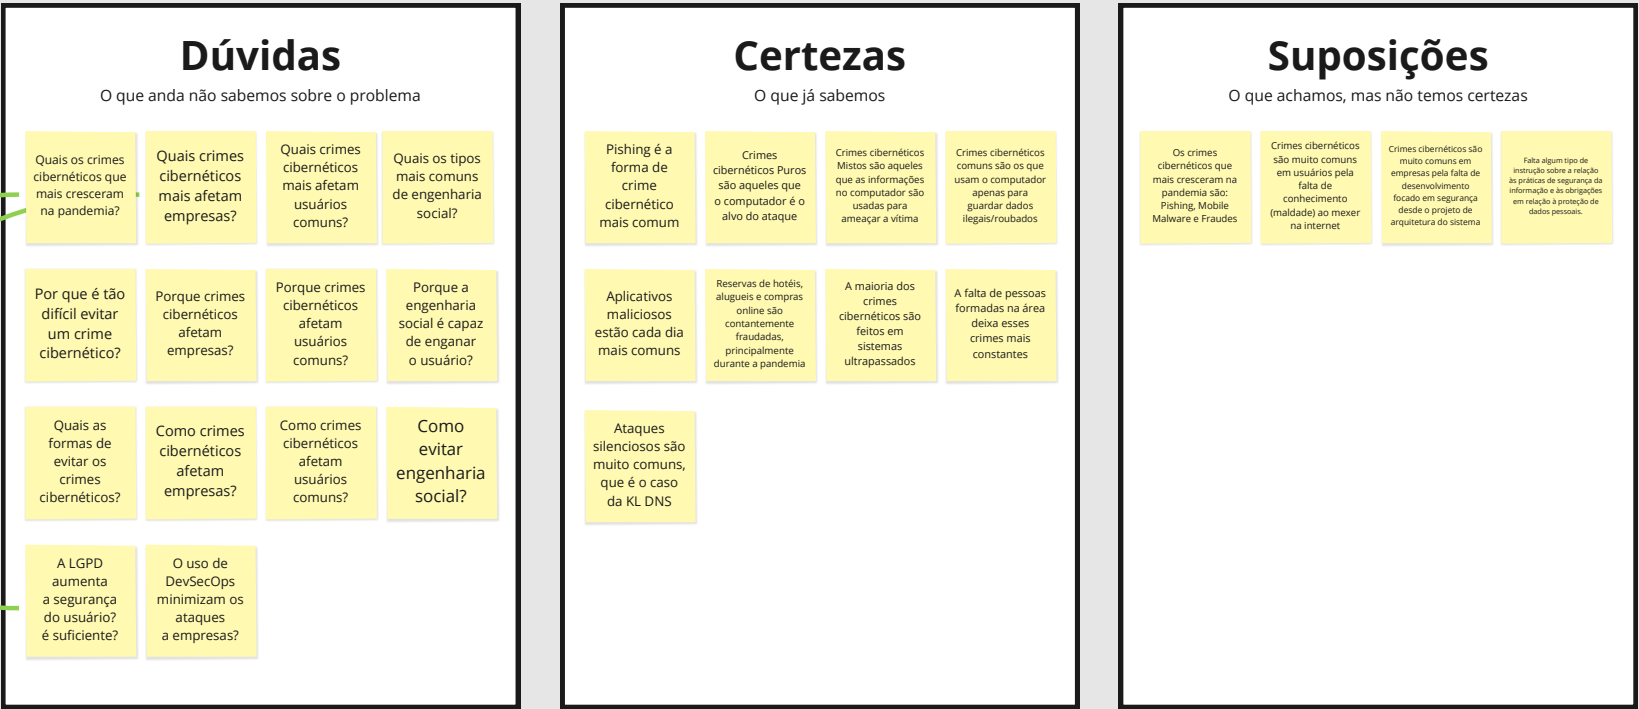 Dúvidas
O que anda não sabemos sobre o problema
Quais os crimes
cibernéticos que
mais cresceram
na pandemia?
Quais crimes
cibernéticos
mais afetam
empresas?
Quais crimes
cibernéticos
mais afetam
usuários
comuns?
Quais os tipos
mais comuns
de engenharia
social?
Por que é tão
difícil evitar
um crime
cibernético?
Porque crimes
cibernéticos
afetam
empresas?
Porque crimes
cibernéticos
afetam
usuários
comuns?
Porque a
engenharia
social é capaz
de enganar
o usuário?
Quais as
formas de
evitar os
crimes
cibernéticos?
Como crimes
cibernéticos
afetam
empresas?
Como crimes
cibernéticos
afetam
usuários
comuns?
Como
evitar
engenharia
social?
A LGPD
aumenta
a segurança
do usuário?
é suficiente?
O uso de
DevSecOps
minimizam os
ataques
a empresas?
Certezas
O que já sabemos
Pishing é a
forma de
crime
cibernético
mais comum
Crimes
cibernéticos Puros
são aqueles que
o computador é o
alvo do ataque
Crimes cibernéticos
Mistos são aqueles
que as informações
no computador são
usadas para
ameaçar a vítima
Crimes cibernéticos
comuns são os que
usam o computador
apenas para
guardar dados
ilegais/roubados
Aplicativos
maliciosos
estão cada dia
mais comuns
Reservas de hotéis,
alugueis e compras
online são
contantemente
fraudadas,
principalmente
durante a pandemia
A maioria dos
crimes
cibernéticos são
feitos em
sistemas
ultrapassados
A falta de pessoas
formadas na área
deixa esses
crimes mais
constantes
Ataques
silenciosos são
muito comuns,
que é o caso
da KL DNS
Suposições
O que achamos, mas não temos certezas
Os crimes
cibernéticos que
mais cresceram na
pandemia são:
Pishing, Mobile
Malware e Fraudes
Crimes cibernéticos
são muito comuns
em usuários pela
falta de
conhecimento
(maldade) ao mexer
na internet
Crimes cibernéticos são
muito comuns em
empresas pela falta de
desenvolvimento
focado em segurança
desde o projeto de
arquitetura do sistema
Falta algum tipo de
instrução sobre a relação
às práticas de segurança da
informação e às obrigações
em relação à proteção de
dados pessoais.